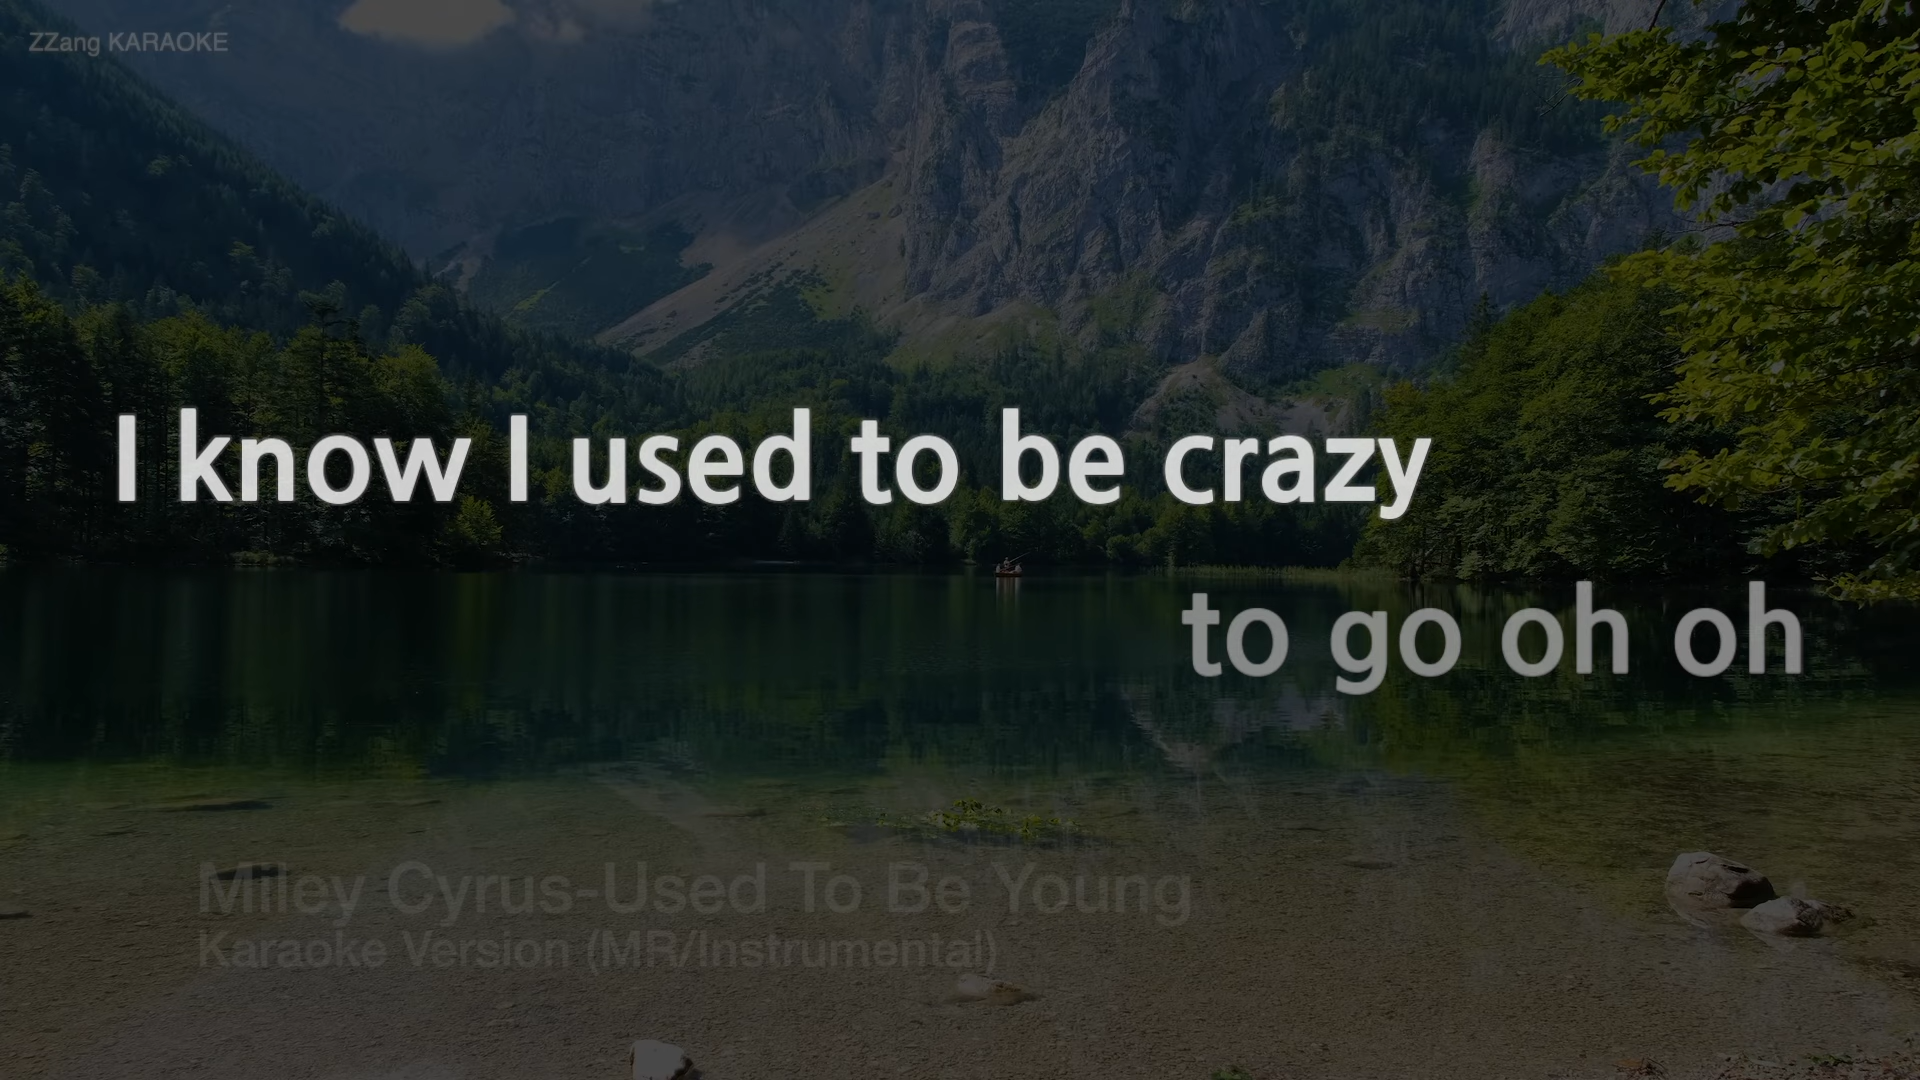 ZZang KARAOKE
I know I used to be crazy
to go oh oh
Miley Cyrus-Used To Be Young
Karaoke Version (MR/Instrumental)